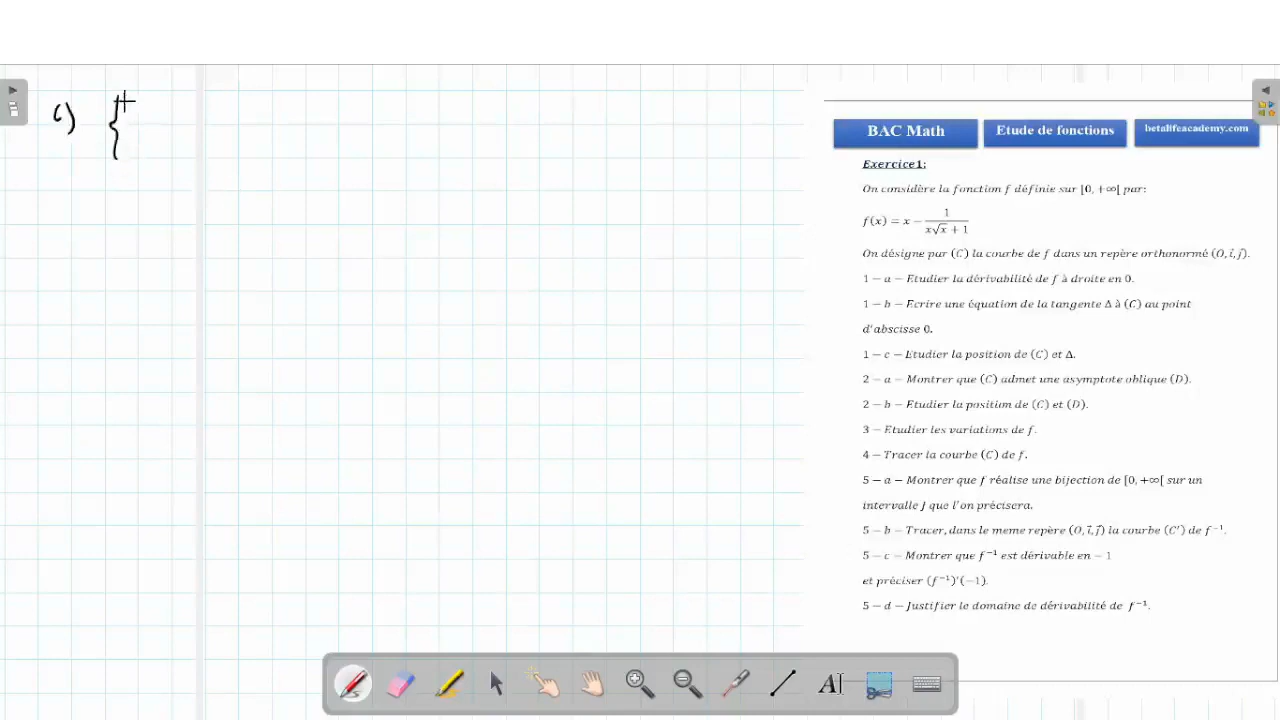 c)
BAC Math
Etude de fonctions
betalifeacademy.com
Exercice1:
On considère la fonction f définie sur [0, +∞[ par:
f(x) = x − 1 / (x√x + 1)
On désigne par (C) la courbe de f dans un repère orthonormé (O, i⃗, j⃗).
1 − a − Etudier la dérivabilité de f à droite en 0.
1 − b − Ecrire une équation de la tangente Δ à (C) au point
d'abscisse 0.
1 − c − Etudier la position de (C) et Δ.
2 − a − Montrer que (C) admet une asymptote oblique (D).
2 − b − Etudier la position de (C) et (D).
3 − Etudier les variations de f.
4 − Tracer la courbe (C) de f.
5 − a − Montrer que f réalise une bijection de [0, +∞[ sur un
intervalle J que l'on précisera.
5 − b − Tracer, dans le meme repère (O, i⃗, j⃗) la courbe (C') de f⁻¹.
5 − c − Montrer que f⁻¹ est dérivable en − 1
et préciser (f⁻¹)'(−1).
5 − d − Justifier le domaine de dérivabilité de f⁻¹.